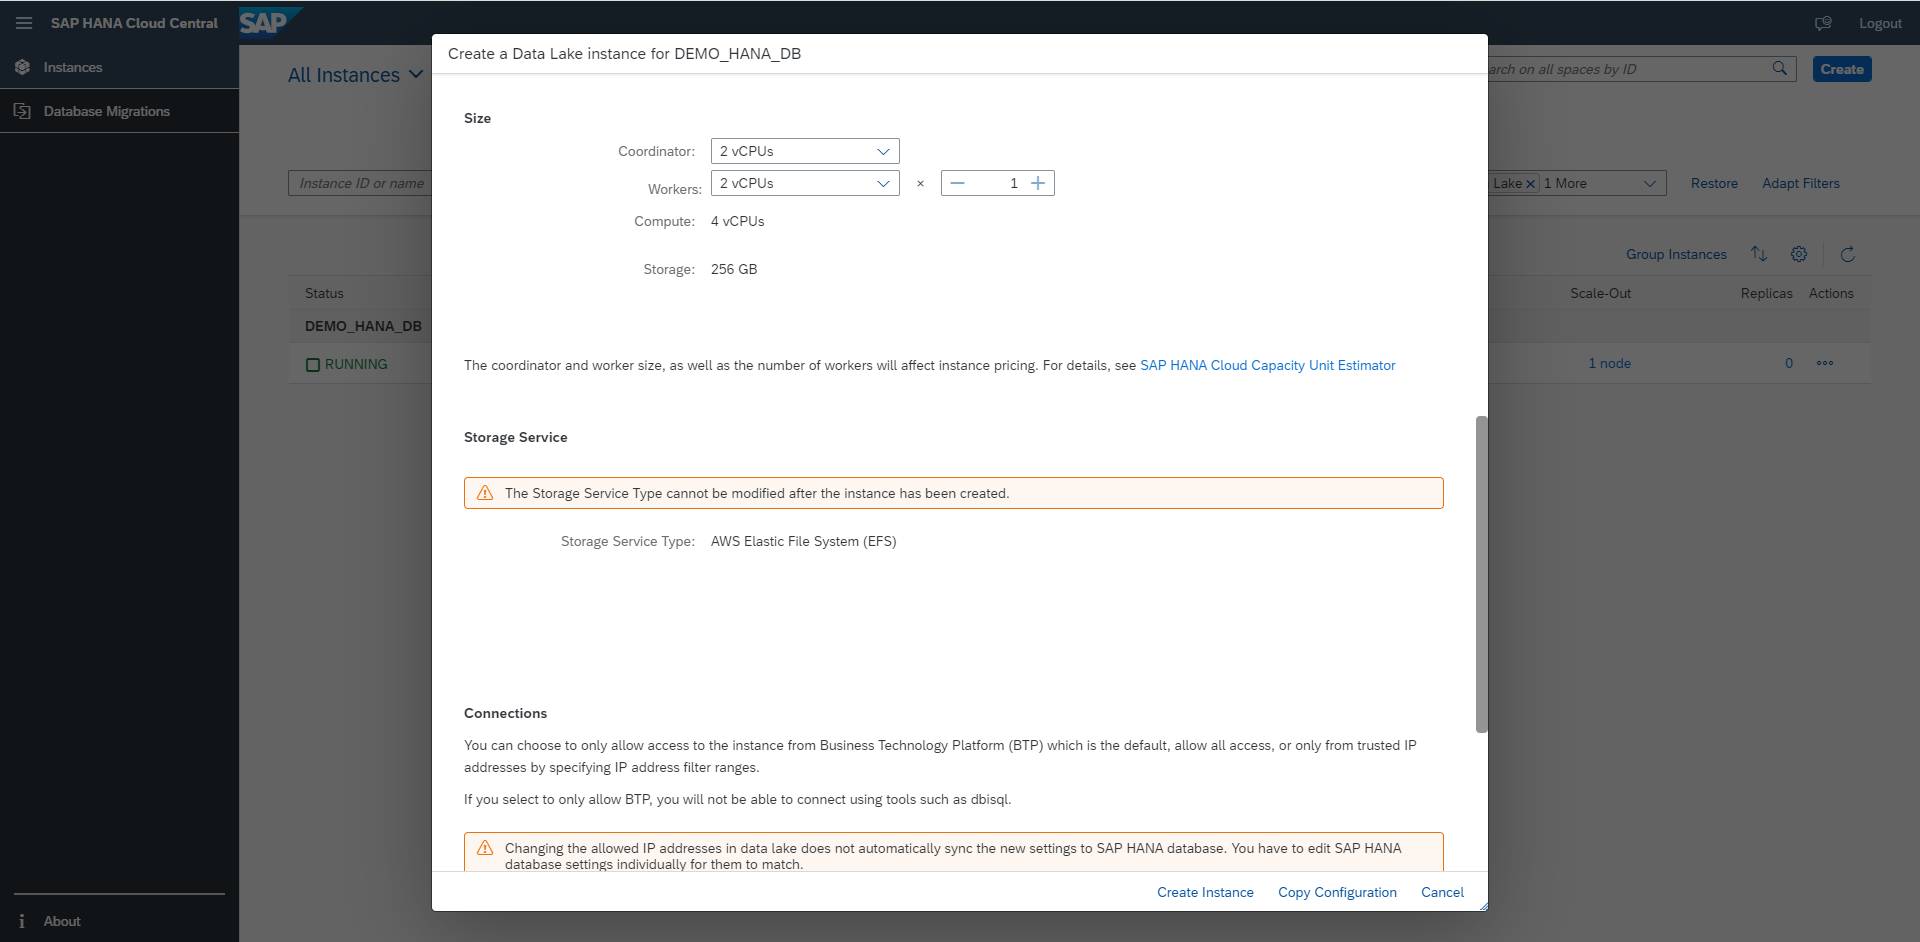 SAP HANA Cloud Central
SAP
Logout
Instances
Database Migrations
All Instances
arch on all spaces by ID
Create
Instance ID or name
Lake
1 More
Restore
Adapt Filters
Group Instances
Status
Scale-Out
Replicas
Actions
DEMO_HANA_DB
RUNNING
1 node
0
About
Create a Data Lake instance for DEMO_HANA_DB
Size
Coordinator:
2 vCPUs
Workers:
2 vCPUs
×
1
Compute:
4 vCPUs
Storage:
256 GB
The coordinator and worker size, as well as the number of workers will affect instance pricing. For details, see SAP HANA Cloud Capacity Unit Estimator
Storage Service
The Storage Service Type cannot be modified after the instance has been created.
Storage Service Type:
AWS Elastic File System (EFS)
Connections
You can choose to only allow access to the instance from Business Technology Platform (BTP) which is the default, allow all access, or only from trusted IP
addresses by specifying IP address filter ranges.
If you select to only allow BTP, you will not be able to connect using tools such as dbisql.
Changing the allowed IP addresses in data lake does not automatically sync the new settings to SAP HANA database. You have to edit SAP HANA
database settings individually for them to match.
Create Instance
Copy Configuration
Cancel